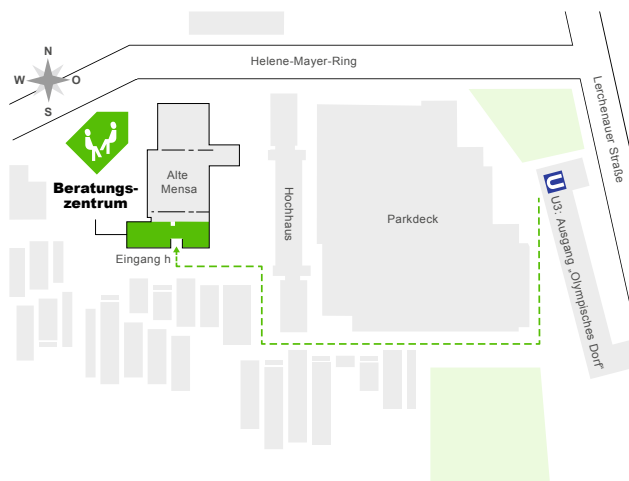 N
W
O
S
Helene-Mayer-Ring
Lerchenauer Straße
Beratungs-
zentrum
Alte
Mensa
Eingang h
Hochhaus
Parkdeck
U
U3: Ausgang „Olympisches Dorf“